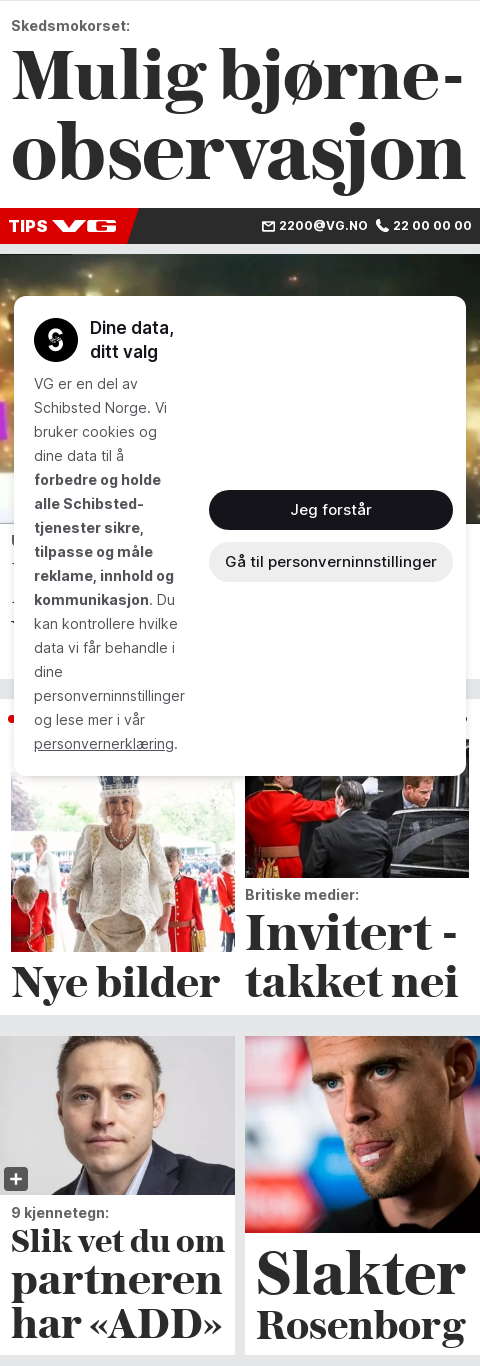 Skedsmokorset:
Mulig bjørne-
observasjon
TIPS VG
2200@VG.NO 22 00 00 00
Dine data,
ditt valg
VG er en del av
Schibsted Norge. Vi
bruker cookies og
dine data til å
forbedre og holde
alle Schibsted-
tjenester sikre,
tilpasse og måle
reklame, innhold og
kommunikasjon. Du
kan kontrollere hvilke
data vi får behandle i
dine
personverninnstillinger
og lese mer i vår
personvernerklæring.
Jeg forstår
Gå til personverninnstillinger
Nye bilder
Britiske medier:
Invitert -
takket nei
9 kjennetegn:
Slik vet du om
partneren
har «ADD»
Slakter
Rosenborg